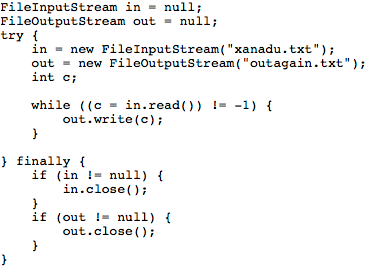 FileInputStream in = null;
FileOutputStream out = null;
try {
    in = new FileInputStream("xanadu.txt");
    out = new FileOutputStream("outagain.txt");
    int c;

    while ((c = in.read()) != -1) {
        out.write(c);
    }

} finally {
    if (in != null) {
        in.close();
    }
    if (out != null) {
        out.close();
    }
}